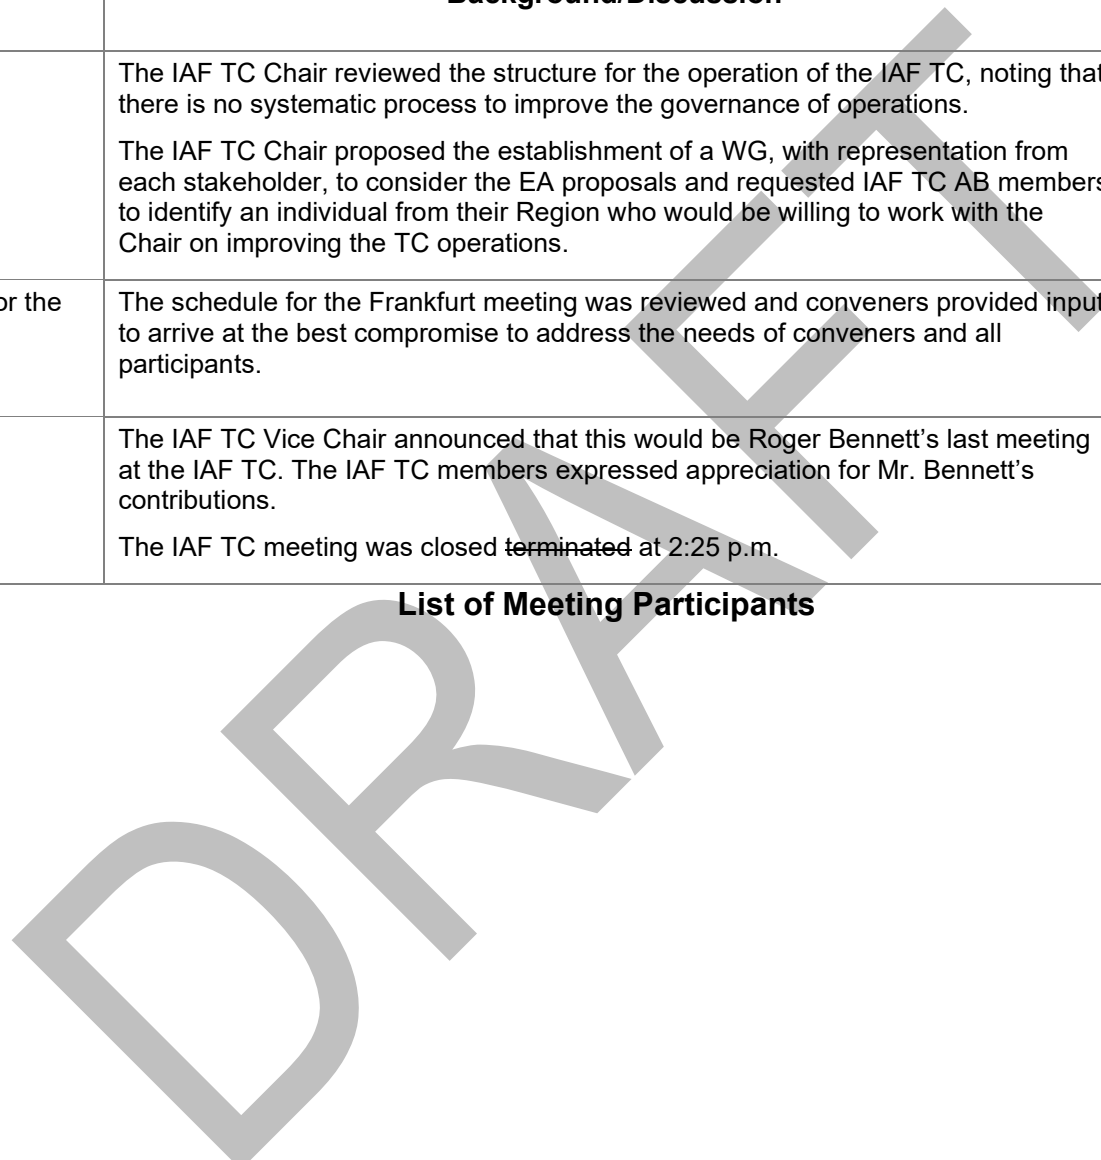 Background/Discussion
The IAF TC Chair reviewed the structure for the operation of the IAF TC, noting that
there is no systematic process to improve the governance of operations.
The IAF TC Chair proposed the establishment of a WG, with representation from
each stakeholder, to consider the EA proposals and requested IAF TC AB members
to identify an individual from their Region who would be willing to work with the
Chair on improving the TC operations.
or the
The schedule for the Frankfurt meeting was reviewed and conveners provided input
to arrive at the best compromise to address the needs of conveners and all
participants.
The IAF TC Vice Chair announced that this would be Roger Bennett’s last meeting
at the IAF TC. The IAF TC members expressed appreciation for Mr. Bennett’s
contributions.
The IAF TC meeting was closed terminated at 2:25 p.m.
List of Meeting Participants
DRAFT